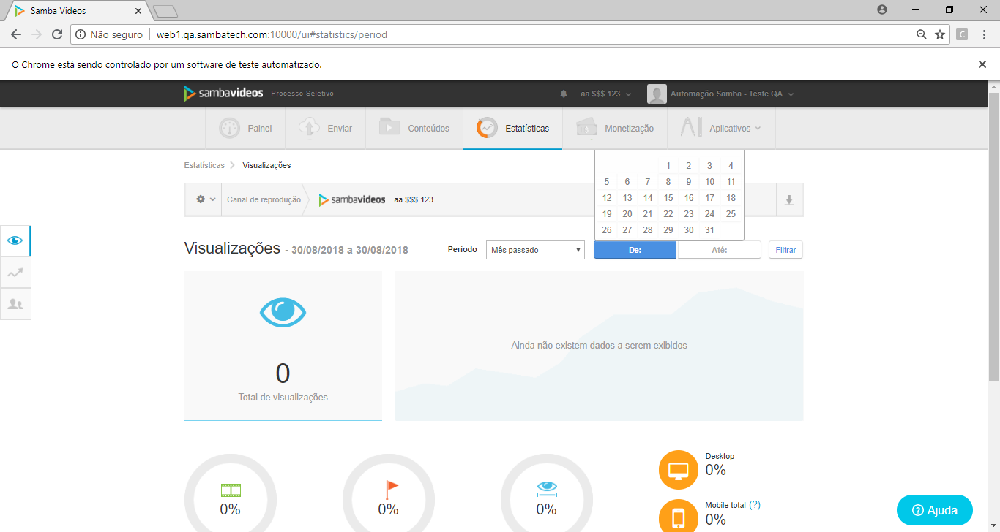 Samba Videos
Não seguro web1.qa.sambatech.com:10000/ui#statistics/period
C
O Chrome está sendo controlado por um software de teste automatizado.
sambavideos Processo Seletivo aa $$$ 123 Automação Samba - Teste QA
Painel Enviar Conteúdos Estatísticas Monetização Aplicativos
Estatísticas Visualizações
Canal de reprodução sambavideos aa $$$ 123
1 2 3 4
5 6 7 8 9 10 11
12 13 14 15 16 17 18
19 20 21 22 23 24 25
26 27 28 29 30 31
Visualizações - 30/08/2018 a 30/08/2018 Período Mês passado De: Até: Filtrar
0
Total de visualizações
Ainda não existem dados a serem exibidos
0% 0% 0%
Desktop
0%
Mobile total (?)
0%
? Ajuda